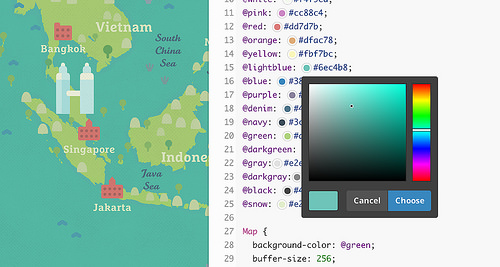 Vietnam
South
China
Sea
Bangkok
Singapore
Indone
Java
Sea
Jakarta
11 @pink: #cc88c4;
12 @red: #dd7d7b;
13 @orange: #dfac78;
14 @yellow: #fbf7bc;
15 @lightblue: #6ec4b8;
16 @blue: #38
17 @purple:
18 @denim: #4
19 @navy: #3
20 @green:
21 @darkgreen:
22 @gray: #e2e
23 @darkgray:
24 @black: #4
25 @snow: #e2
26
27 Map {
28 background-color: @green;
29 buffer-size: 256;
Cancel Choose